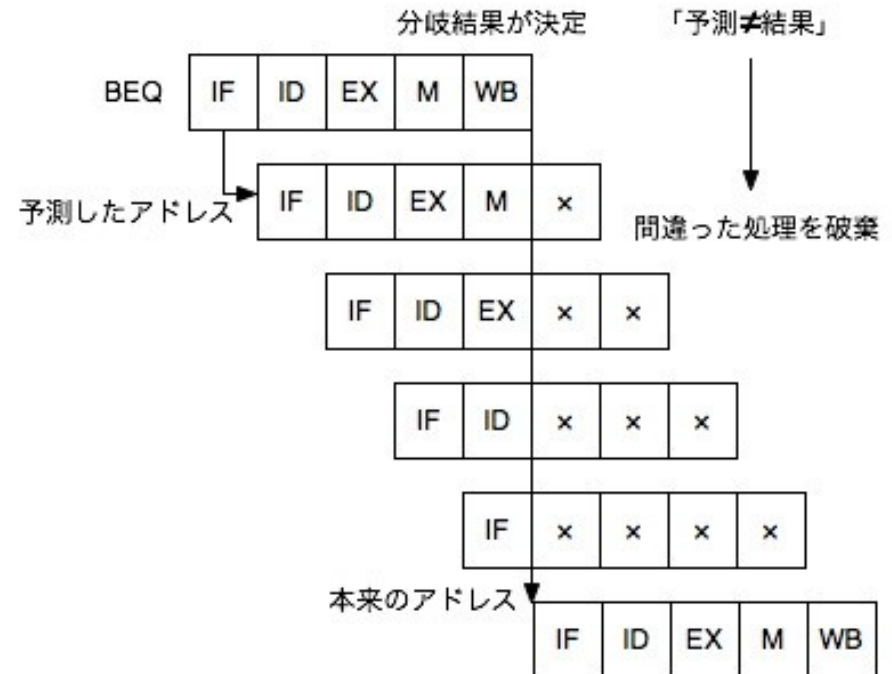 分岐結果が決定 「予測≠結果」
BEQ IF ID EX M WB
予測したアドレス IF ID EX M ×
間違った処理を破棄
IF ID EX × ×
IF ID × × ×
IF × × × ×
本来のアドレス
IF ID EX M WB